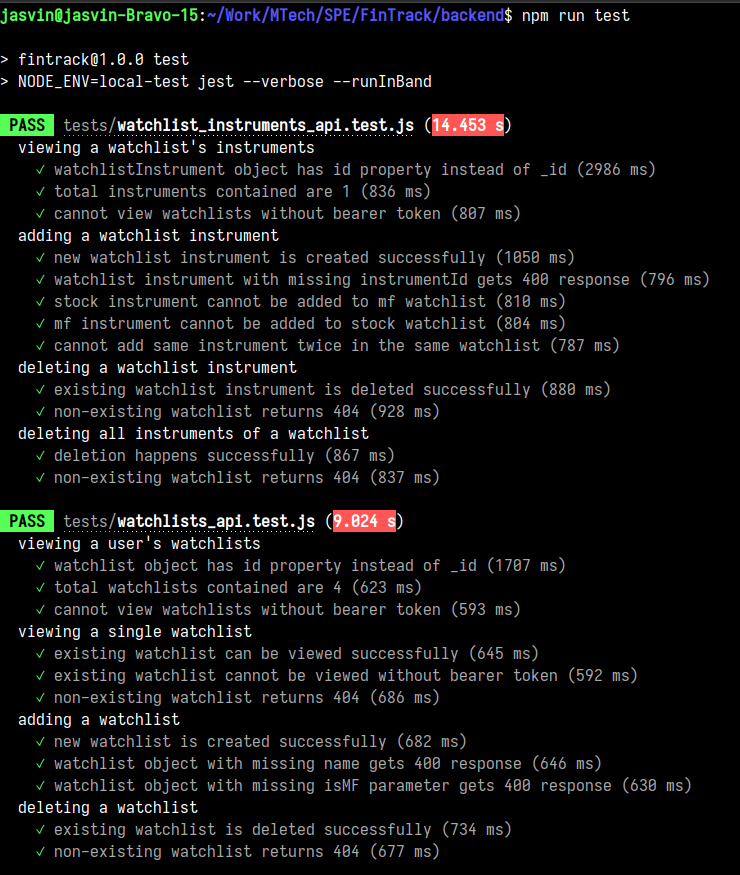 jasvin@jasvin-Bravo-15:~/Work/MTech/SPE/FinTrack/backend$ npm run test
> fintrack@1.0.0 test
> NODE_ENV=local-test jest --verbose --runInBand
PASS tests/watchlist_instruments_api.test.js (14.453 s)
viewing a watchlist's instruments
✓ watchlistInstrument object has id property instead of _id (2986 ms)
✓ total instruments contained are 1 (836 ms)
✓ cannot view watchlists without bearer token (807 ms)
adding a watchlist instrument
✓ new watchlist instrument is created successfully (1050 ms)
✓ watchlist instrument with missing instrumentId gets 400 response (796 ms)
✓ stock instrument cannot be added to mf watchlist (810 ms)
✓ mf instrument cannot be added to stock watchlist (804 ms)
✓ cannot add same instrument twice in the same watchlist (787 ms)
deleting a watchlist instrument
✓ existing watchlist instrument is deleted successfully (880 ms)
✓ non-existing watchlist returns 404 (928 ms)
deleting all instruments of a watchlist
✓ deletion happens successfully (867 ms)
✓ non-existing watchlist returns 404 (837 ms)
PASS tests/watchlists_api.test.js (9.024 s)
viewing a user's watchlists
✓ watchlist object has id property instead of _id (1707 ms)
✓ total watchlists contained are 4 (623 ms)
✓ cannot view watchlists without bearer token (593 ms)
viewing a single watchlist
✓ existing watchlist can be viewed successfully (645 ms)
✓ existing watchlist cannot be viewed without bearer token (592 ms)
✓ non-existing watchlist returns 404 (686 ms)
adding a watchlist
✓ new watchlist is created successfully (682 ms)
✓ watchlist object with missing name gets 400 response (646 ms)
✓ watchlist object with missing isMF parameter gets 400 response (630 ms)
deleting a watchlist
✓ existing watchlist is deleted successfully (734 ms)
✓ non-existing watchlist returns 404 (677 ms)